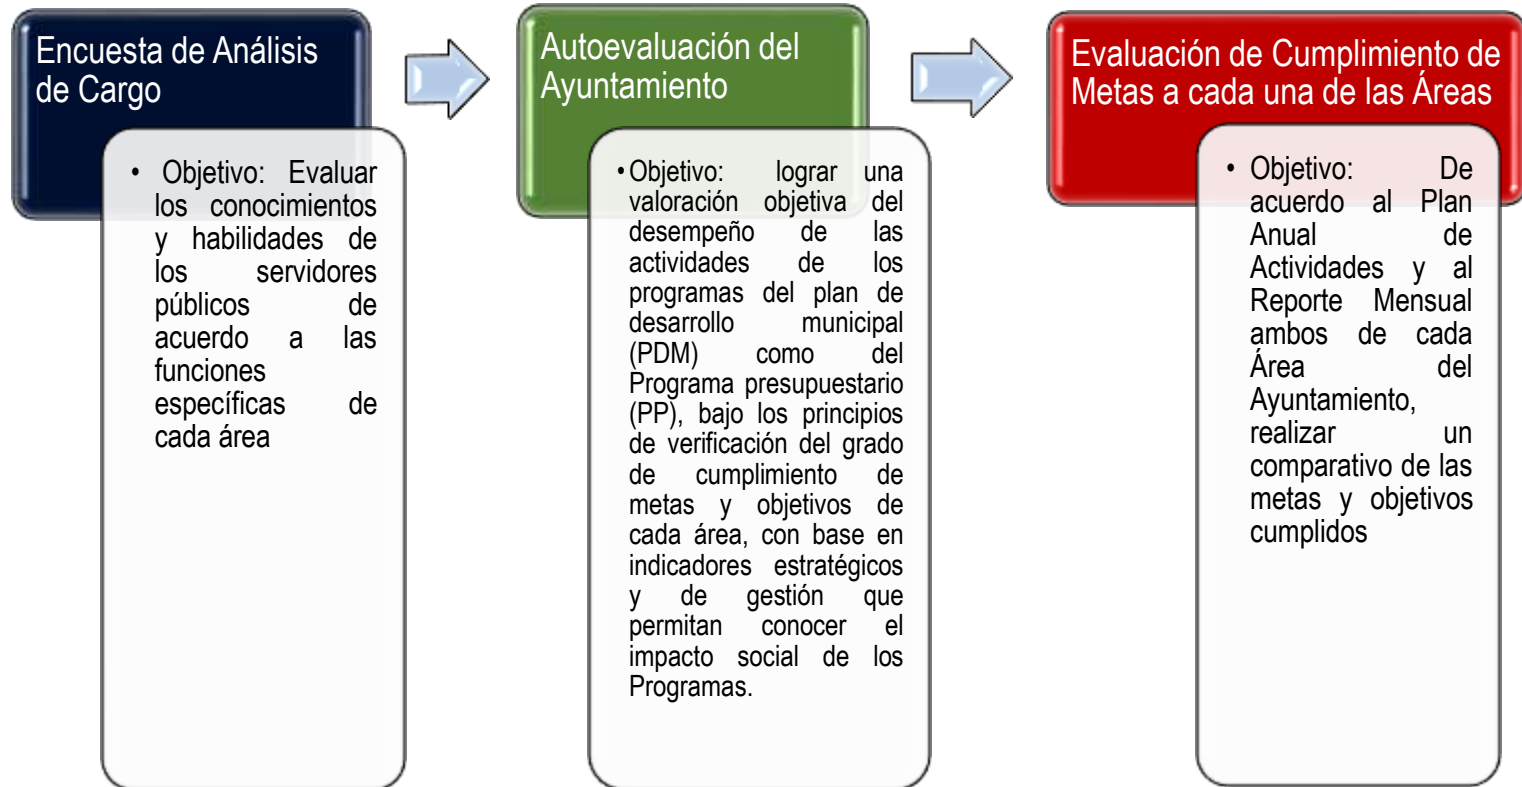 Encuesta de Análisis
de Cargo
• Objetivo: Evaluar
los conocimientos
y habilidades de
los servidores
públicos de
acuerdo a las
funciones
específicas de
cada área
Autoevaluación del
Ayuntamiento
• Objetivo: lograr una
valoración objetiva del
desempeño de las
actividades de los
programas del plan de
desarrollo municipal
(PDM) como del
Programa presupuestario
(PP), bajo los principios
de verificación del grado
de cumplimiento de
metas y objetivos de
cada área, con base en
indicadores estratégicos
y de gestión que
permitan conocer el
impacto social de los
Programas.
Evaluación de Cumplimiento de
Metas a cada una de las Áreas
• Objetivo: De
acuerdo al Plan
Anual de
Actividades y al
Reporte Mensual
ambos de cada
Área del
Ayuntamiento,
realizar un
comparativo de las
metas y objetivos
cumplidos